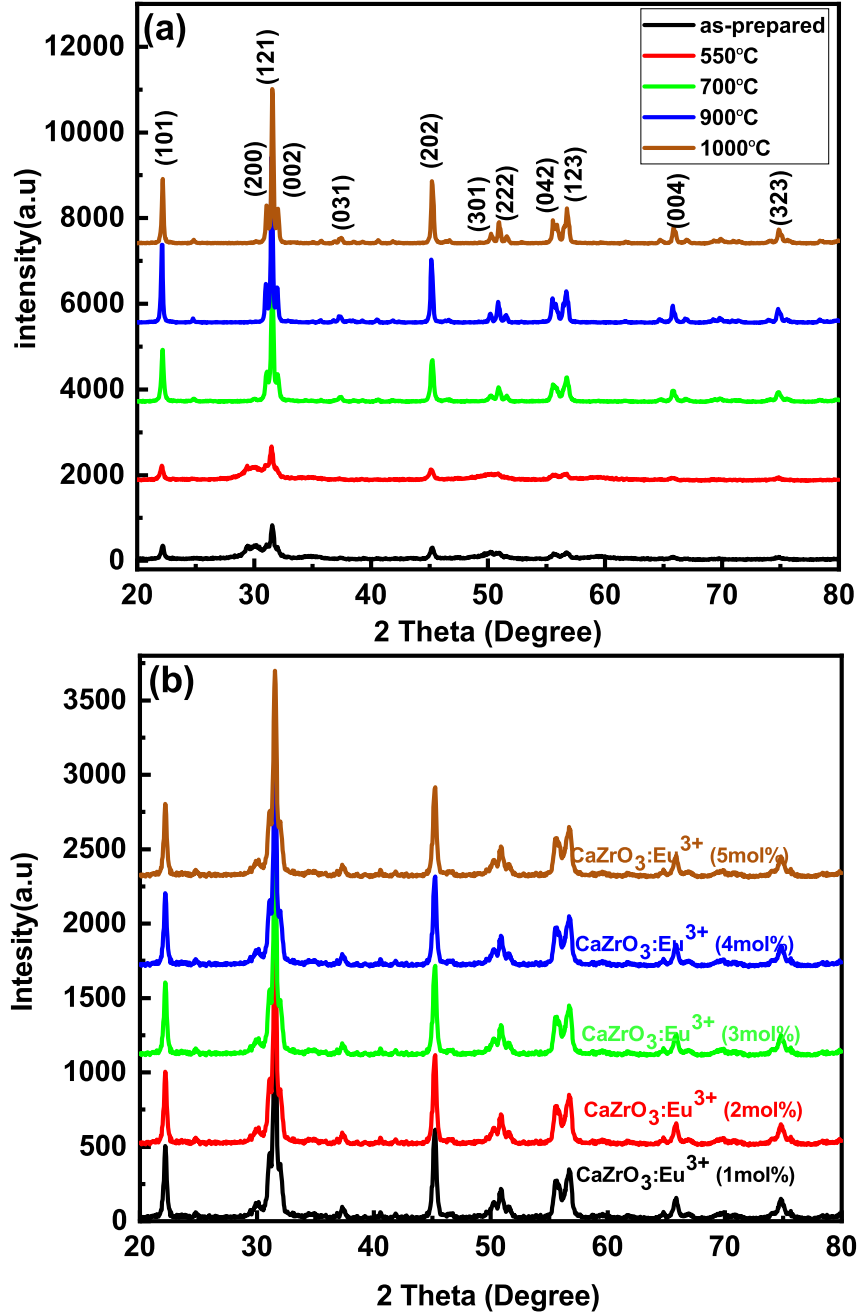 (a)
as-prepared
550°C
700°C
900°C
1000°C
(101)
(200)
(121)
(002)
(031)
(202)
(301)
(222)
(042)
(123)
(004)
(323)
intensity(a.u)
12000
10000
8000
6000
4000
2000
0
20 30 40 50 60 70 80
2 Theta (Degree)
(b)
Intesity(a.u)
3500
3000
2500
2000
1500
1000
500
0
CaZrO3:Eu3+ (5mol%)
CaZrO3:Eu3+ (4mol%)
CaZrO3:Eu3+ (3mol%)
CaZrO3:Eu3+ (2mol%)
CaZrO3:Eu3+ (1mol%)
20 30 40 50 60 70 80
2 Theta (Degree)